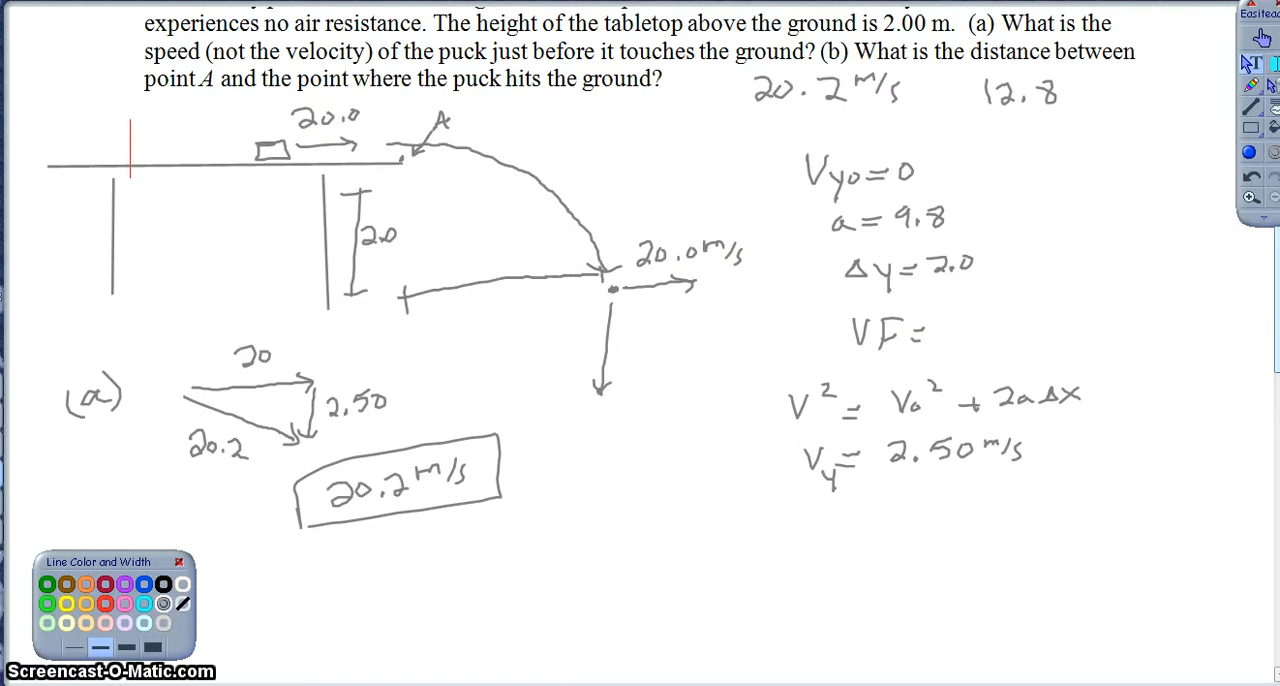 experiences no air resistance. The height of the tabletop above the ground is 2.00 m. (a) What is the
speed (not the velocity) of the puck just before it touches the ground? (b) What is the distance between
point A and the point where the puck hits the ground?
20.2 m/s 12.8
20.0
A
Vyo = 0
a = 9.8
2.0
20.0 m/s
Δy = 2.0
VF =
(a)
20
2.50
20.2
V² = Vo² + 2aΔx
Vy = 2.50 m/s
20.2 m/s
Line Color and Width
Screencast-O-Matic.com